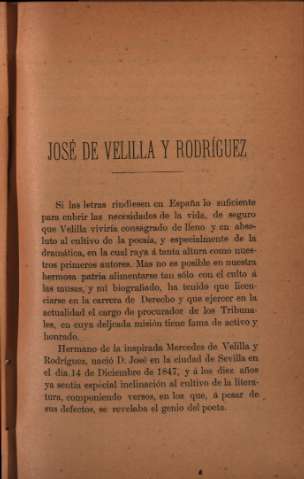 JOSÉ DE VELILLA Y RODRÍGUEZ
Si las letras rindiesen en España lo suficiente
para cubrir las necesidades de la vida, de seguro
que Velilla viviría consagrado de lleno y en abso-
luto al cultivo de la poesía, y especialmente de la
dramática, en la cual raya á tanta altura como nues-
tros primeros autores. Mas no es posible en nuestra
hermosa patria alimentarse tan sólo con el culto á
las musas, y mi biografiado, ha tenido que licen-
ciarse en la carrera de Derecho y que ejercer en la
actualidad el cargo de procurador de los Tribuna-
les, en cuya delicada misión tiene fama de activo y
honrado.
Hermano de la inspirada Mercedes de Velilla y
Rodríguez, nació D. José en la ciudad de Sevilla en
el día 14 de Diciembre de 1847, y á los diez años
ya sentía especial inclinación al cultivo de la litera-
tura, componiendo versos, en los que, á pesar de
sus defectos, se revelaba el genio del poeta.